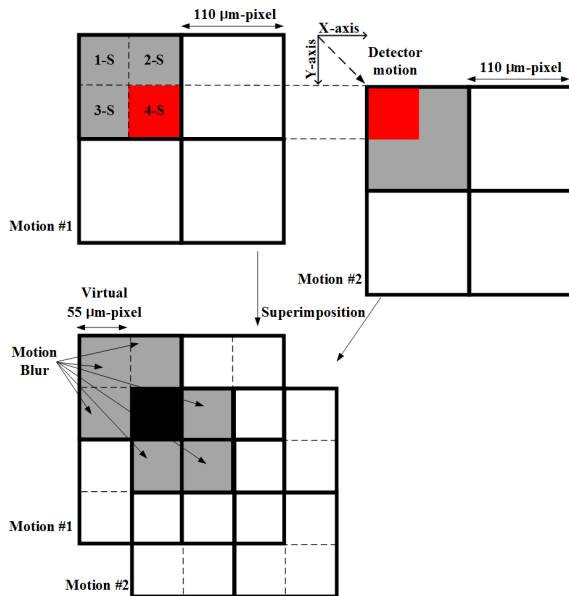 110 µm-pixel
X-axis
Y-axis
Detector
motion
110 µm-pixel
1-S
2-S
3-S
4-S
Motion #1
Motion #2
Virtual
55 µm-pixel
Superimposition
Motion
Blur
Motion #1
Motion #2